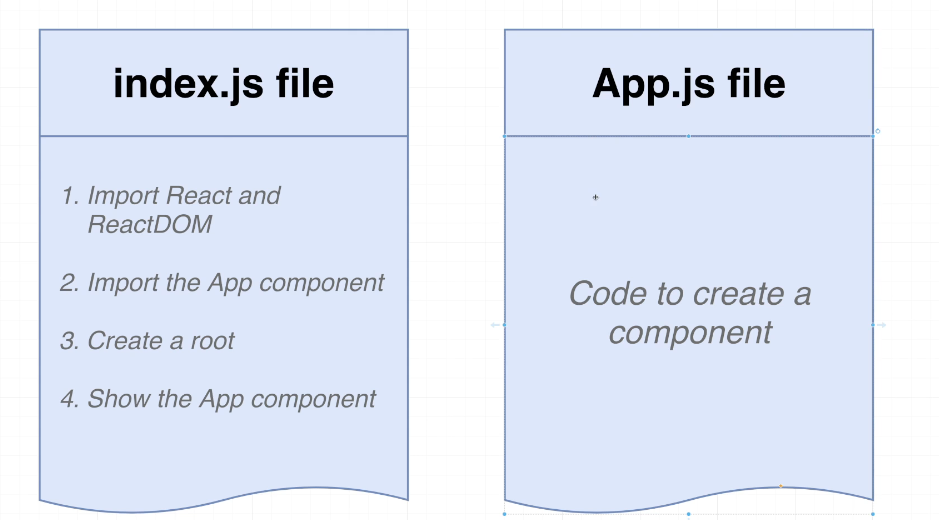 index.js file
1. Import React and
ReactDOM
2. Import the App component
3. Create a root
4. Show the App component
App.js file
Code to create a
component